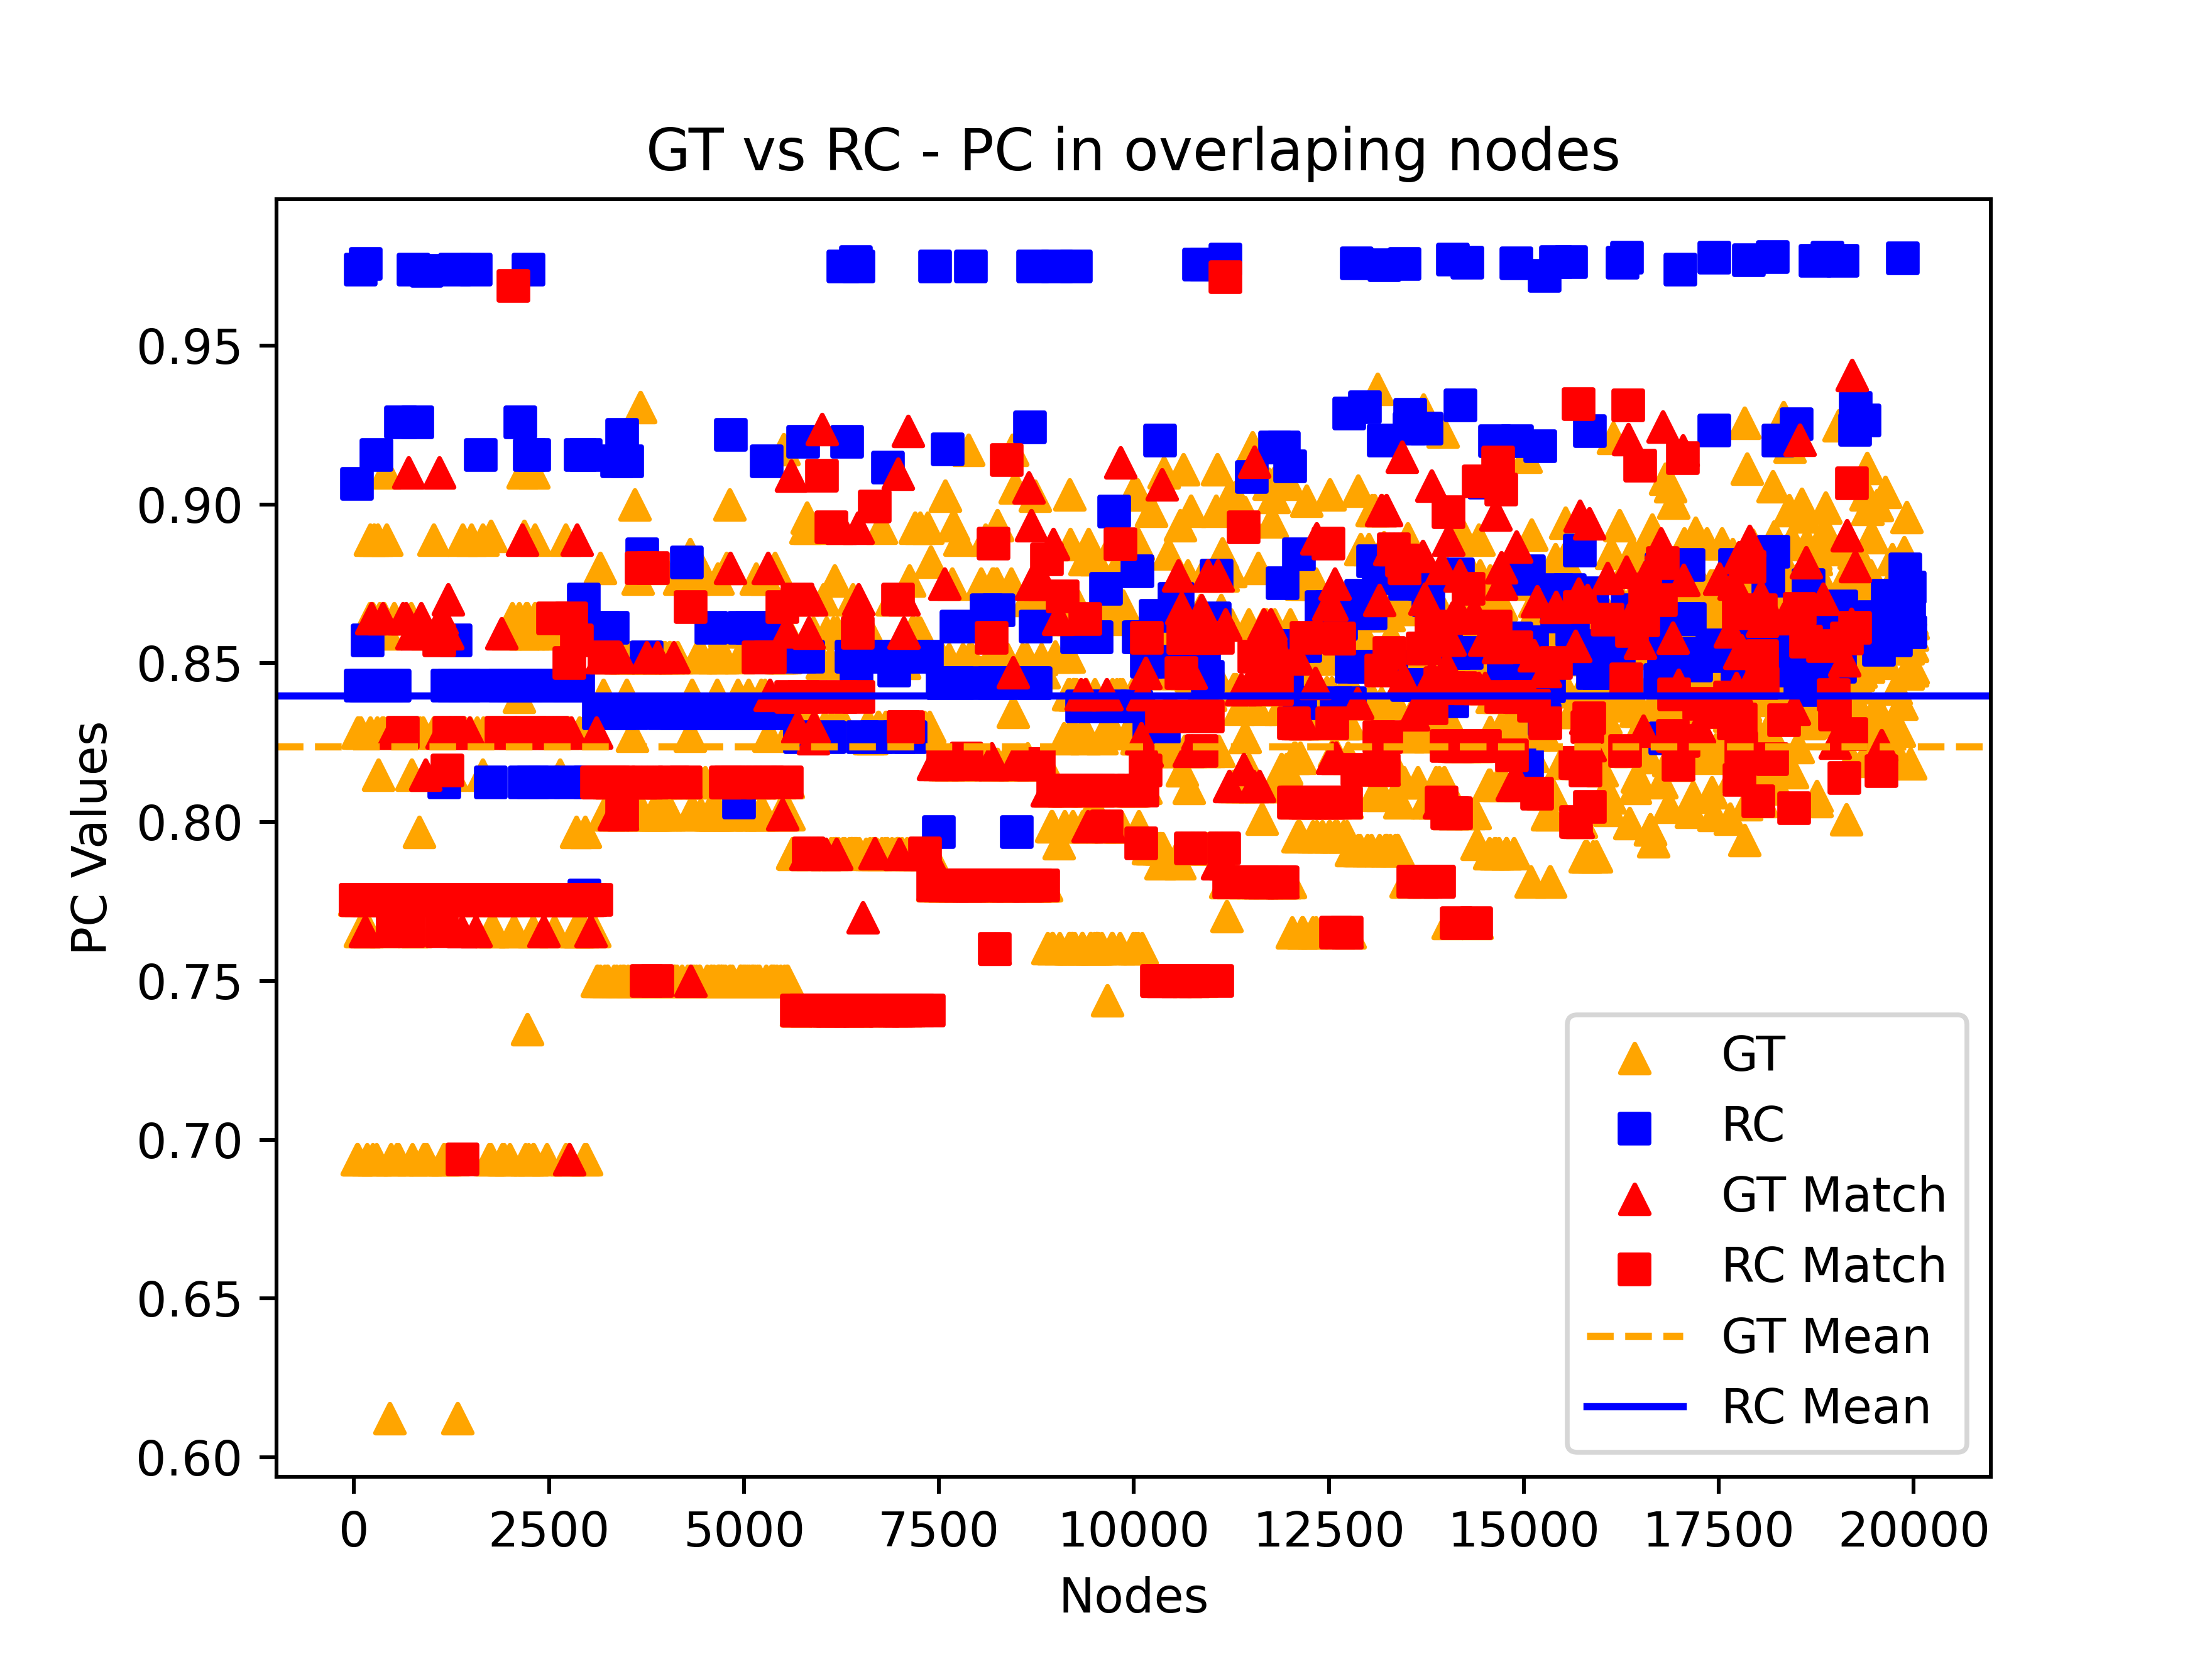 GT vs RC - PC in overlaping nodes
PC Values
0.95
0.90
0.85
0.80
0.75
0.70
0.65
0.60
0 2500 5000 7500 10000 12500 15000 17500 20000
Nodes
GT
RC
GT Match
RC Match
GT Mean
RC Mean